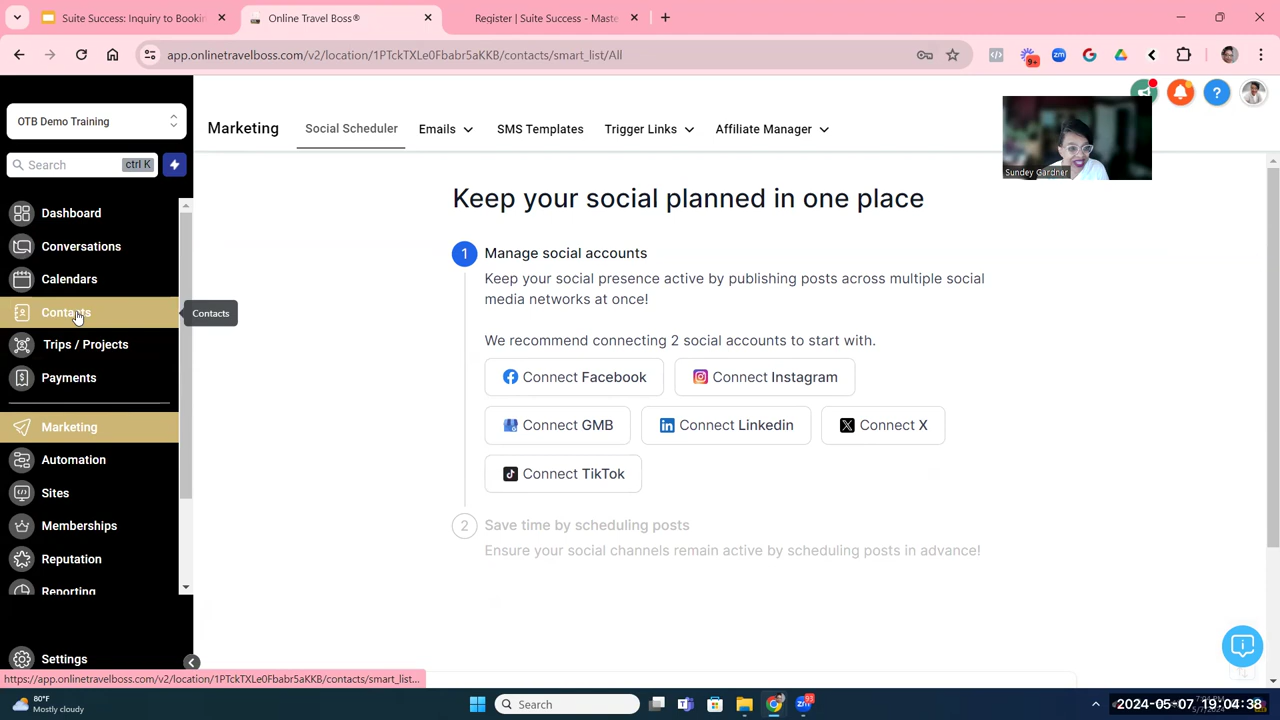 Suite Success: Inquiry to Bookin
Online Travel Boss®
Register | Suite Success - Maste
app.onlinetravelboss.com/v2/location/1PTckTXLe0Fbabr5aKKB/contacts/smart_list/All
9+
zm
OTB Demo Training
Search
ctrl K
Dashboard
Conversations
Calendars
Contacts
Contacts
Trips / Projects
Payments
Marketing
Automation
Sites
Memberships
Reputation
Reporting
Settings
Marketing
Social Scheduler
Emails
SMS Templates
Trigger Links
Affiliate Manager
Sundey Gardner
Keep your social planned in one place
1
Manage social accounts
Keep your social presence active by publishing posts across multiple social
media networks at once!
We recommend connecting 2 social accounts to start with.
Connect Facebook
Connect Instagram
Connect GMB
Connect Linkedin
Connect X
Connect TikTok
2
Save time by scheduling posts
Ensure your social channels remain active by scheduling posts in advance!
https://app.onlinetravelboss.com/v2/location/1PTckTXLe0Fbabr5aKKB/contacts/smart_list...
80°F
Mostly cloudy
Search
2024-05-07 19:04:38